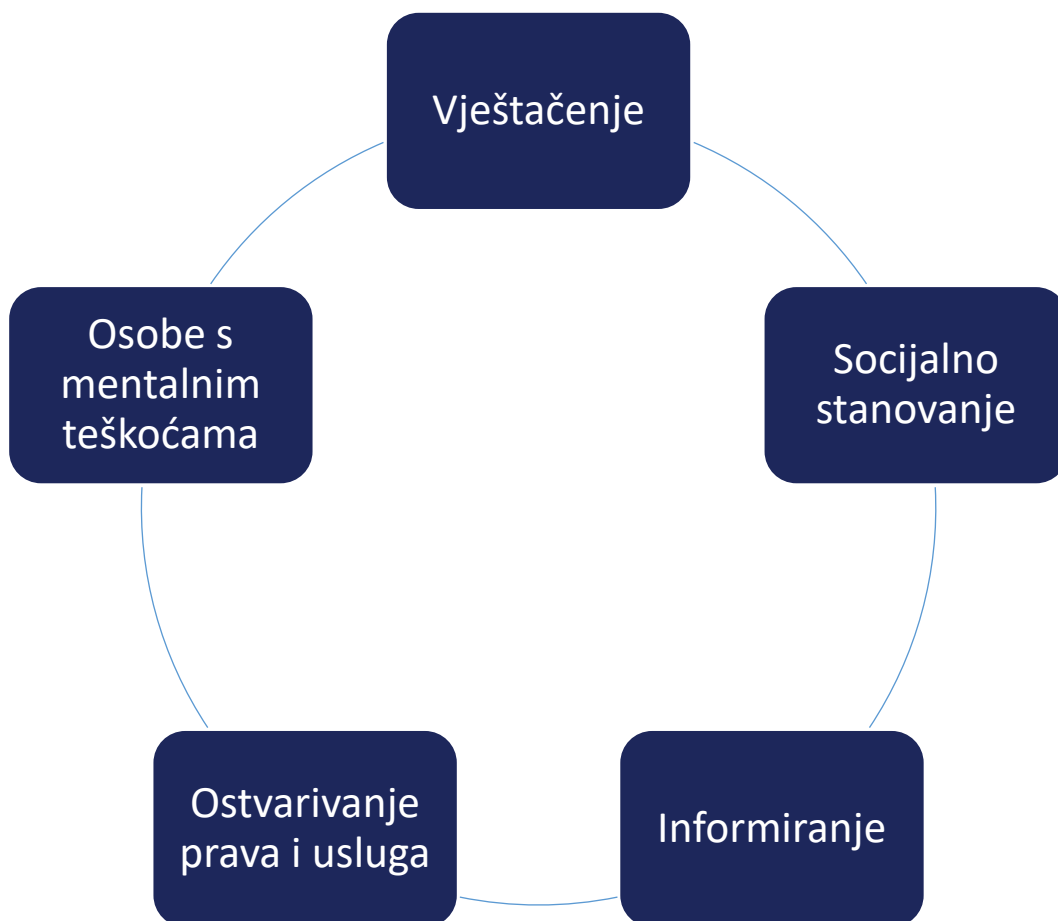 Vještačenje
Socijalno
stanovanje
Informiranje
Ostvarivanje
prava i usluga
Osobe s
mentalnim
teškoćama